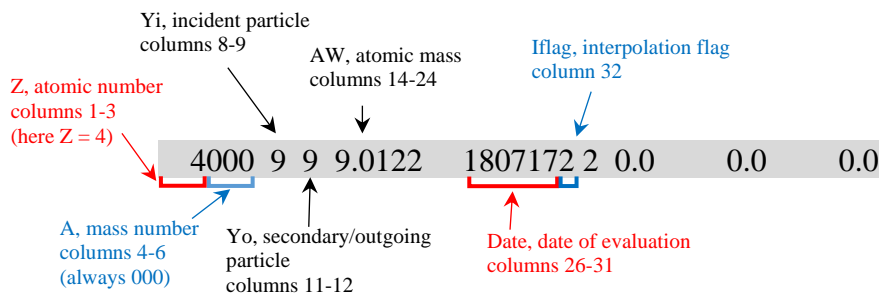 Yi, incident particle
columns 8-9
AW, atomic mass
columns 14-24
Iflag, interpolation flag
column 32
Z, atomic number
columns 1-3
(here Z = 4)
4000 9 9 9.0122 1807172 2 0.0 0.0 0.0
A, mass number
columns 4-6
(always 000)
Yo, secondary/outgoing
particle
columns 11-12
Date, date of evaluation
columns 26-31